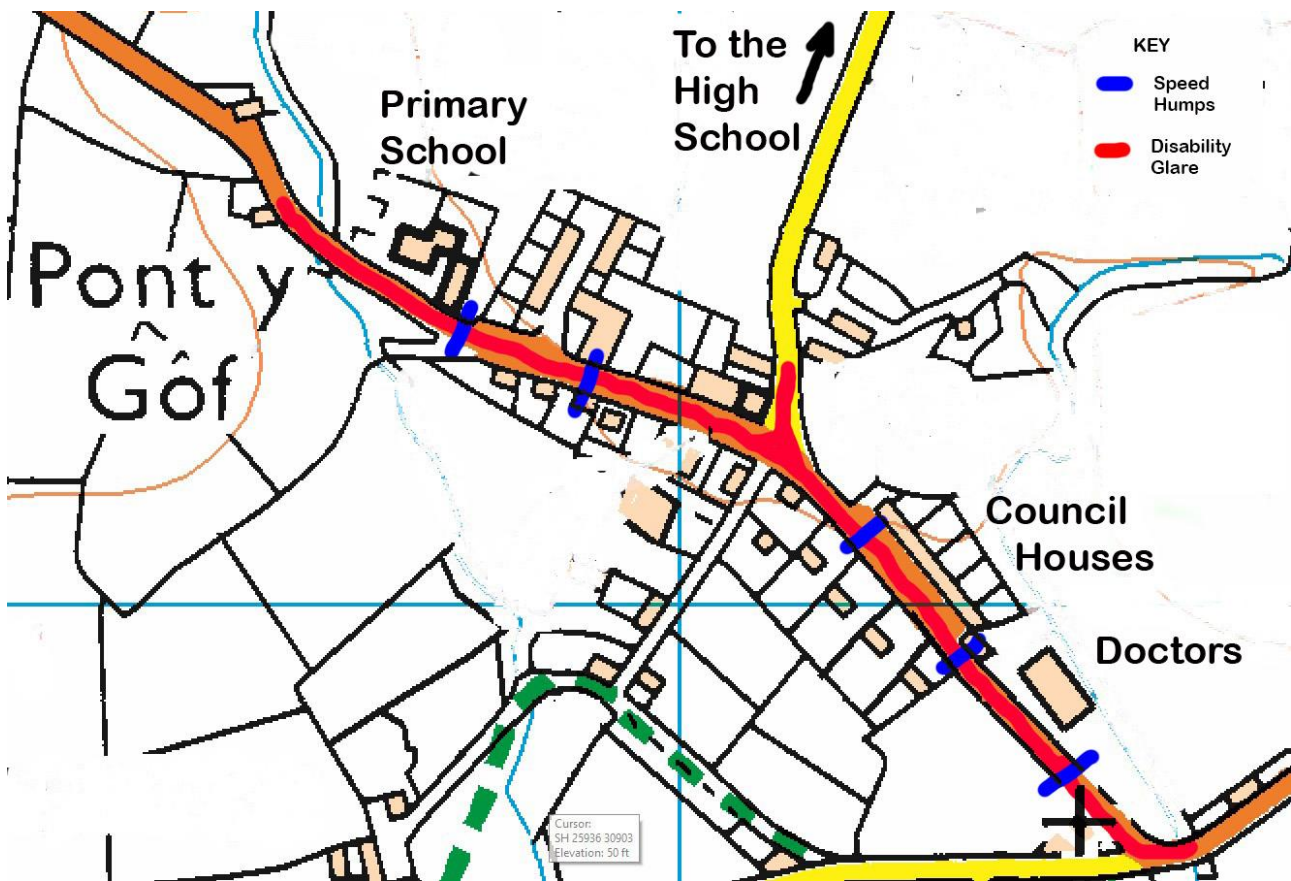 Primary
School
To the
High
School
KEY
Speed
Humps
Disability
Glare
Pont y
Gôf
Council
Houses
Doctors
Cursor:
SH 25936 30903
Elevation: 50 ft